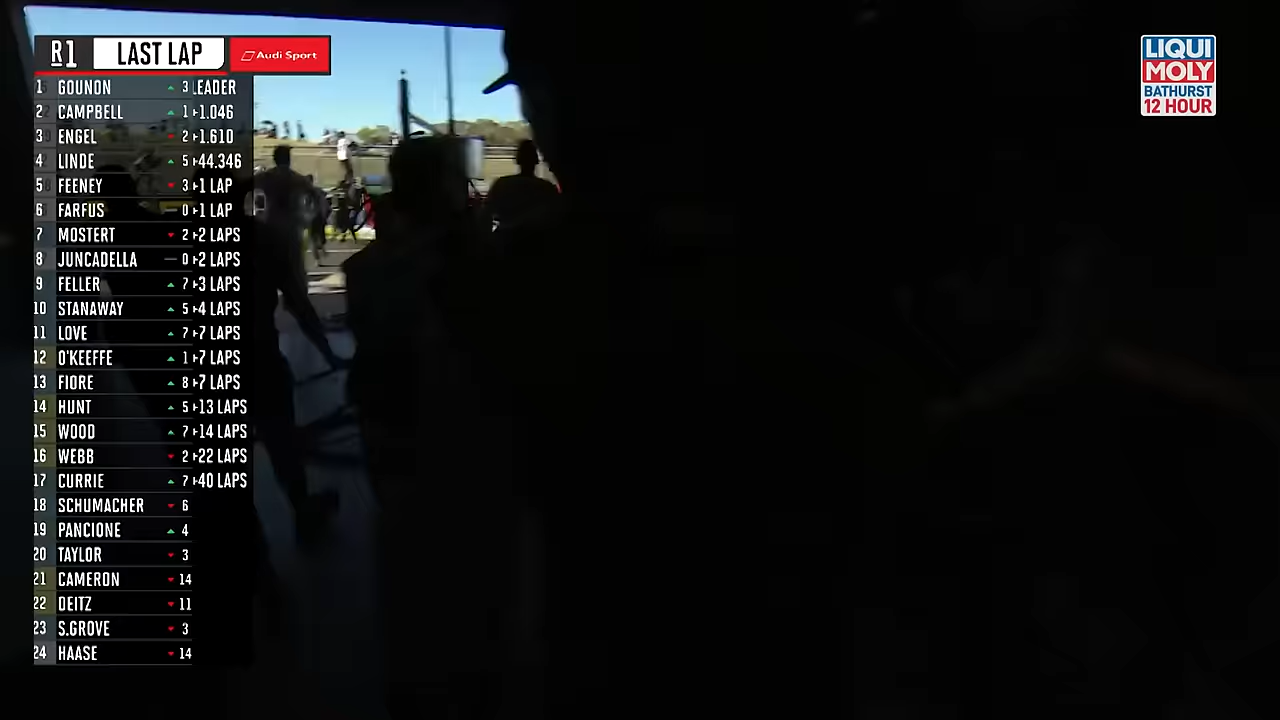 R1 LAST LAP Audi Sport
1 GOUNON 3 LEADER
2 CAMPBELL 1 +1.046
3 ENGEL 2 +1.610
4 LINDE 5 +44.346
5 FEENEY 3 +1 LAP
6 FARFUS 0 +1 LAP
7 MOSTERT 2 +2 LAPS
8 JUNCADELLA 0 +2 LAPS
9 FELLER 7 +3 LAPS
10 STANAWAY 5 +4 LAPS
11 LOVE 7 +7 LAPS
12 O'KEEFFE 1 +7 LAPS
13 FIORE 8 +7 LAPS
14 HUNT 5 +13 LAPS
15 WOOD 7 +14 LAPS
16 WEBB 2 +22 LAPS
17 CURRIE 7 +40 LAPS
18 SCHUMACHER 6
19 PANCIONE 4
20 TAYLOR 3
21 CAMERON 14
22 DEITZ 11
23 S.GROVE 3
24 HAASE 14
LIQUI
MOLY
BATHURST
12 HOUR